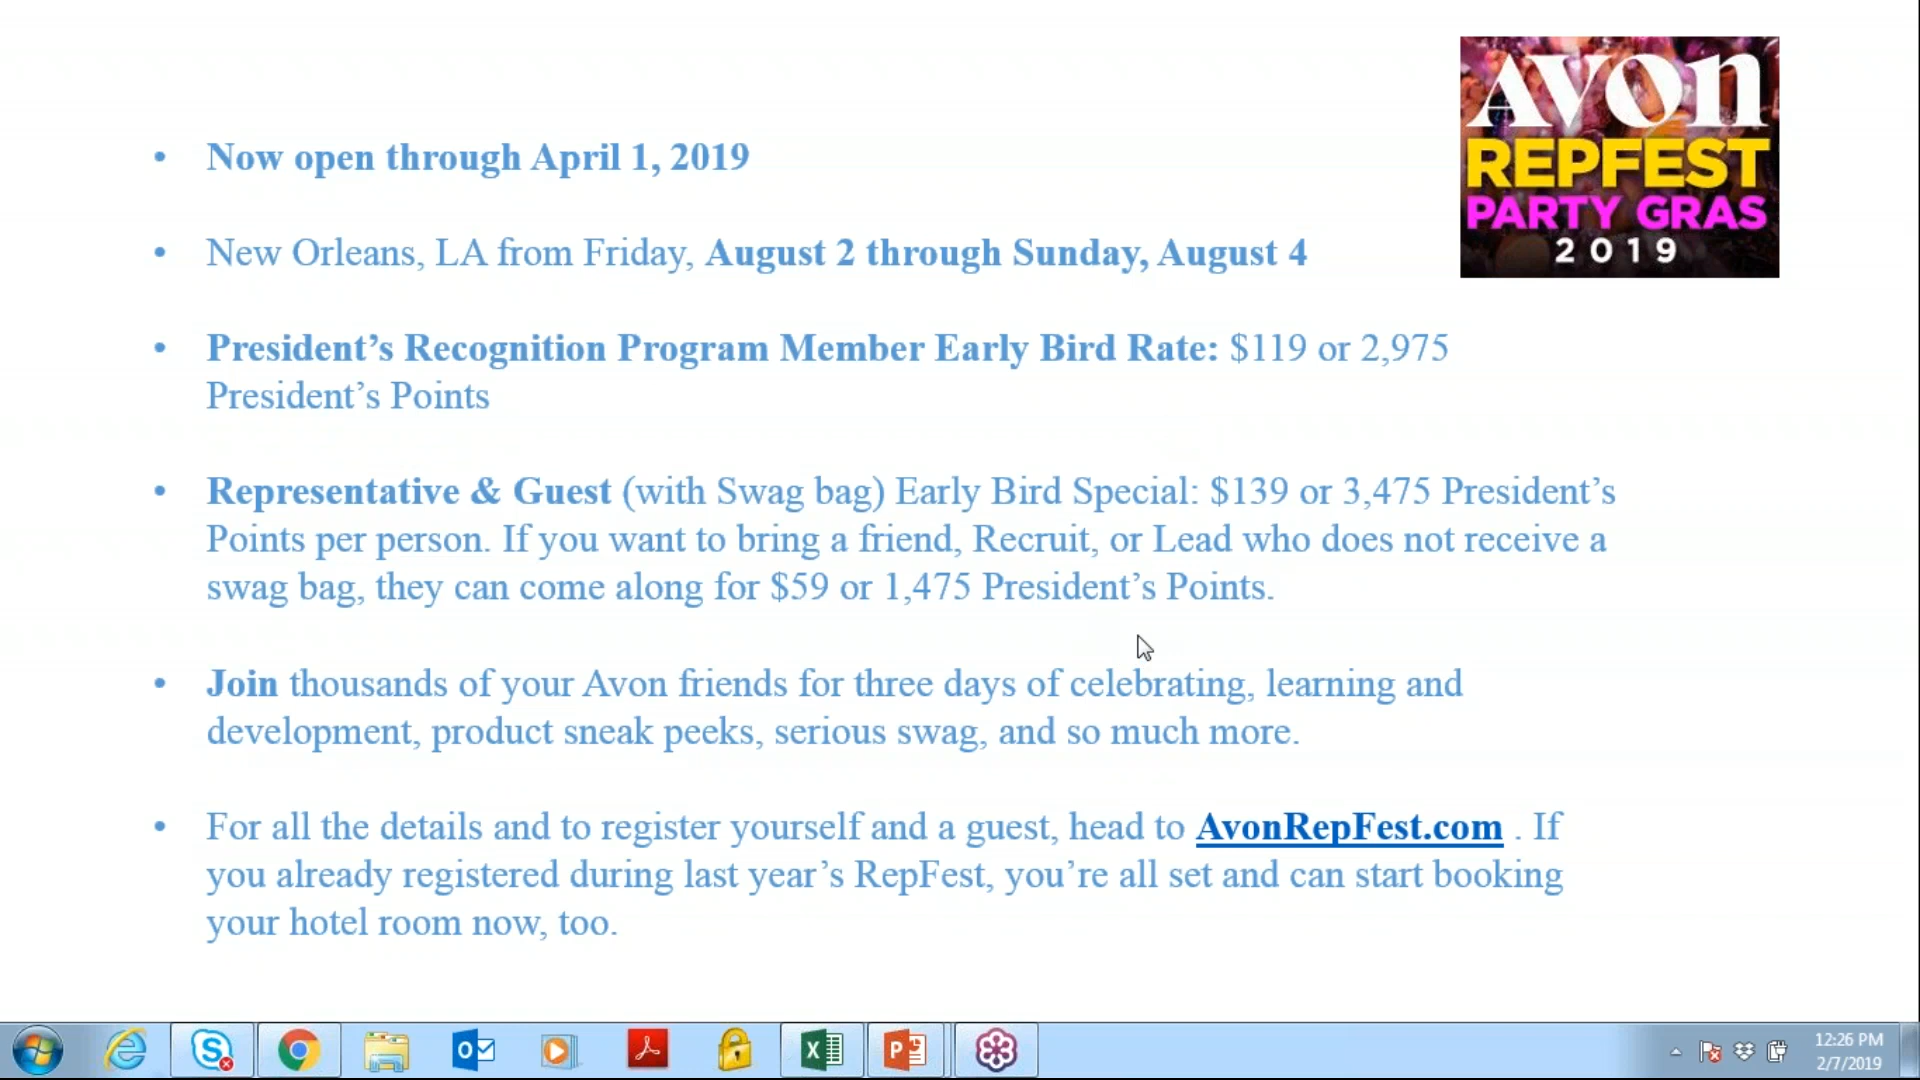 AVON
REPFEST
PARTY GRAS
2019
• Now open through April 1, 2019
• New Orleans, LA from Friday, August 2 through Sunday, August 4
• President’s Recognition Program Member Early Bird Rate: $119 or 2,975
President’s Points
• Representative & Guest (with Swag bag) Early Bird Special: $139 or 3,475 President’s
Points per person. If you want to bring a friend, Recruit, or Lead who does not receive a
swag bag, they can come along for $59 or 1,475 President’s Points.
• Join thousands of your Avon friends for three days of celebrating, learning and
development, product sneak peeks, serious swag, and so much more.
• For all the details and to register yourself and a guest, head to AvonRepFest.com . If
you already registered during last year’s RepFest, you’re all set and can start booking
your hotel room now, too.
12:26 PM
2/7/2019